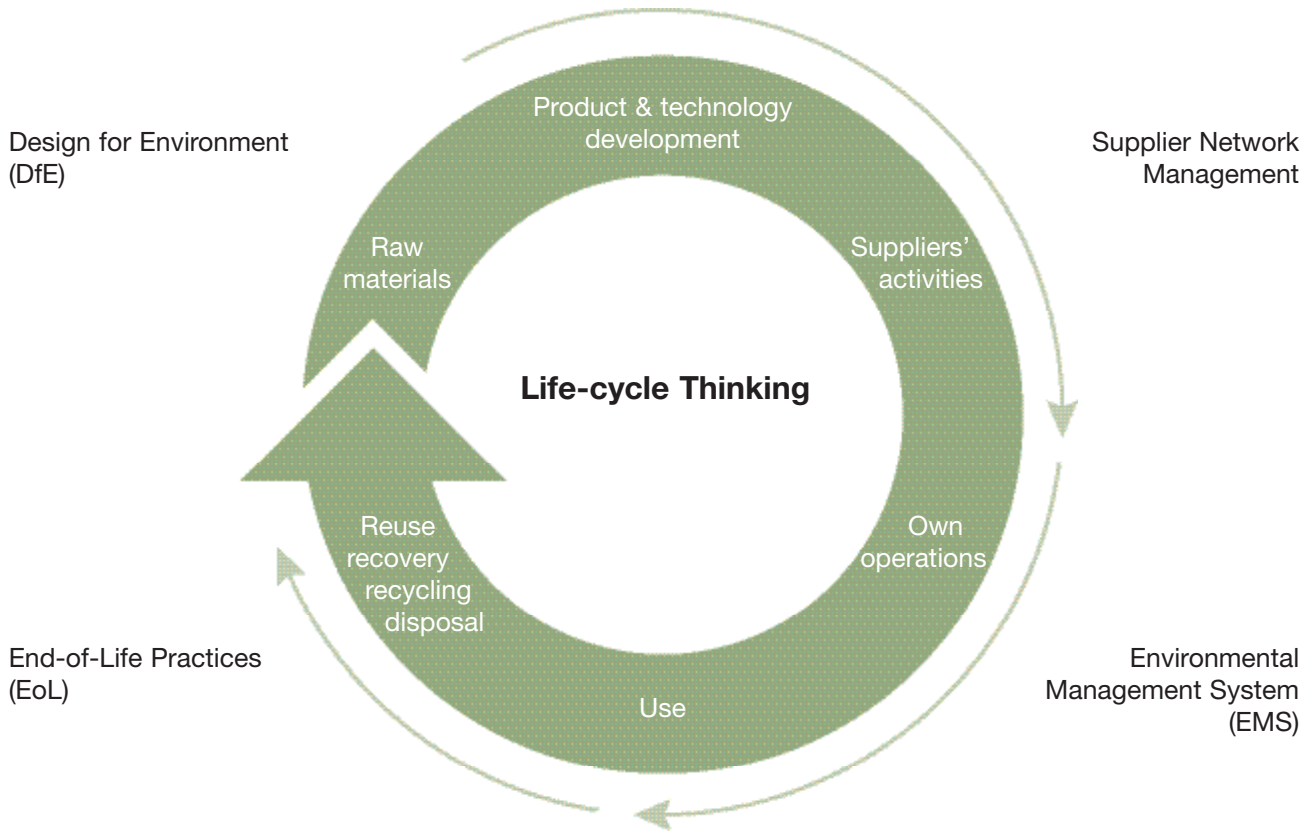 Product & technology
development
Design for Environment
(DfE)
Supplier Network
Management
Raw
materials
Suppliers’
activities
Life-cycle Thinking
Reuse
recovery
recycling
disposal
Own
operations
End-of-Life Practices
(EoL)
Environmental
Management System
(EMS)
Use